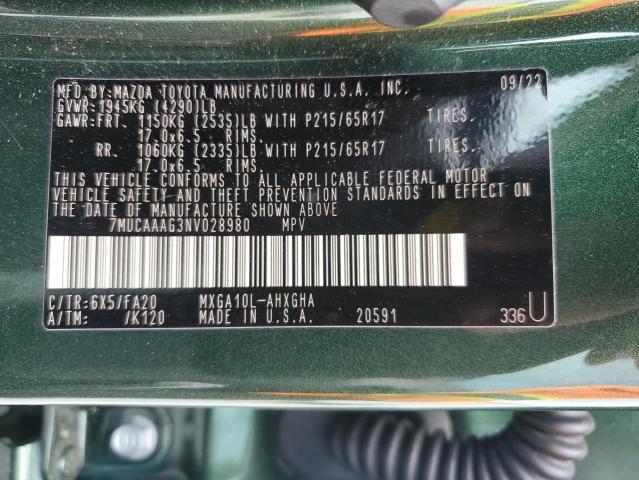 MFD.BY:MAZDA TOYOTA MANUFACTURING U.S.A. INC. 09/22
GVWR:1945KG (4290)LB
GAWR:FRT. 1150KG (2535)LB WITH P215/65R17 TIRES.
17.0x6.5 RIMS.
RR. 1060KG (2335)LB WITH P215/65R17 TIRES.
17.0x6.5 RIMS.
THIS VEHICLE CONFORMS TO ALL APPLICABLE FEDERAL MOTOR
VEHICLE SAFETY AND THEFT PREVENTION STANDARDS IN EFFECT ON
THE DATE OF MANUFACTURE SHOWN ABOVE
7MUCAAAG3NV028980 MPV
C/TR:6X5/FA20 MXGA10L-AHXGHA
A/TM: /K120 MADE IN U.S.A. 20591 336U